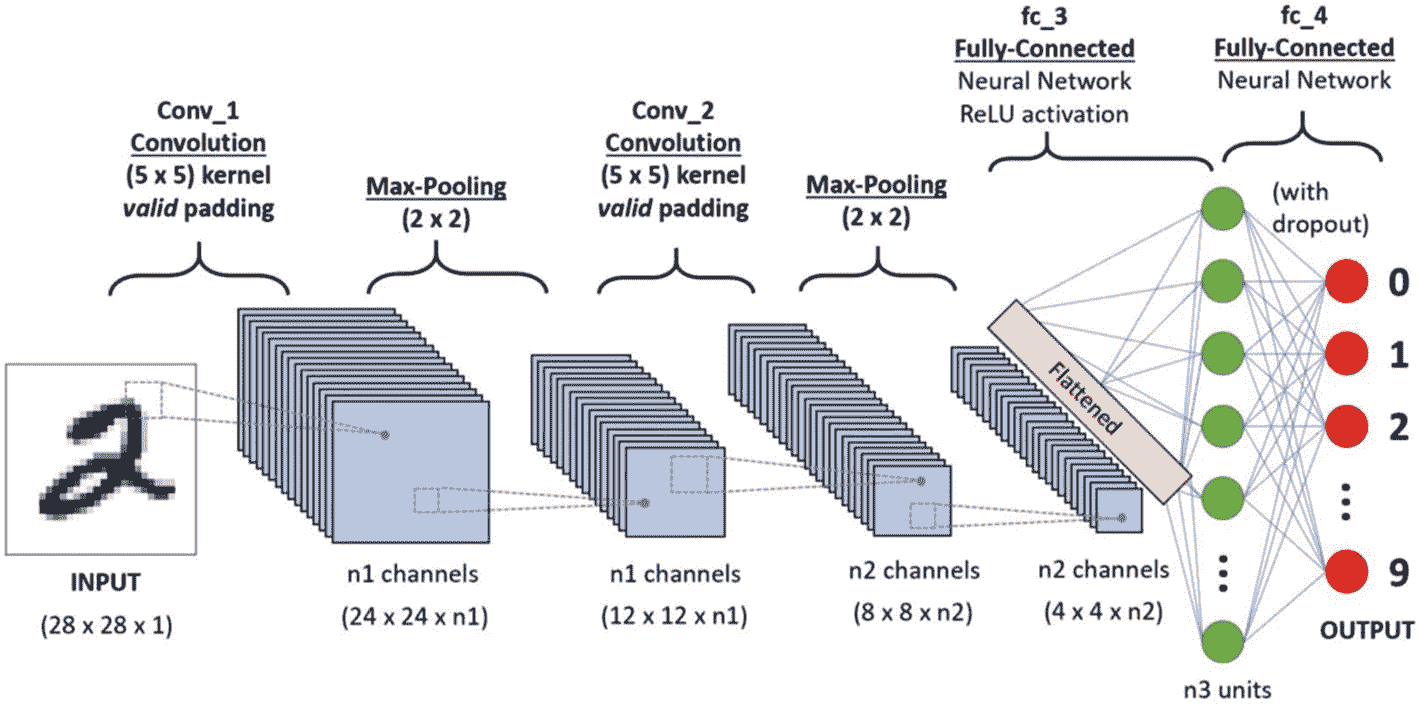 Conv_1
Convolution
(5 x 5) kernel
valid padding
Max-Pooling
(2 x 2)
Conv_2
Convolution
(5 x 5) kernel
valid padding
Max-Pooling
(2 x 2)
fc_3
Fully-Connected
Neural Network
ReLU activation
fc_4
Fully-Connected
Neural Network
(with
dropout)
INPUT
(28 x 28 x 1)
n1 channels
(24 x 24 x n1)
n1 channels
(12 x 12 x n1)
n2 channels
(8 x 8 x n2)
n2 channels
(4 x 4 x n2)
Flattened
n3 units
0
1
2
9
OUTPUT
2